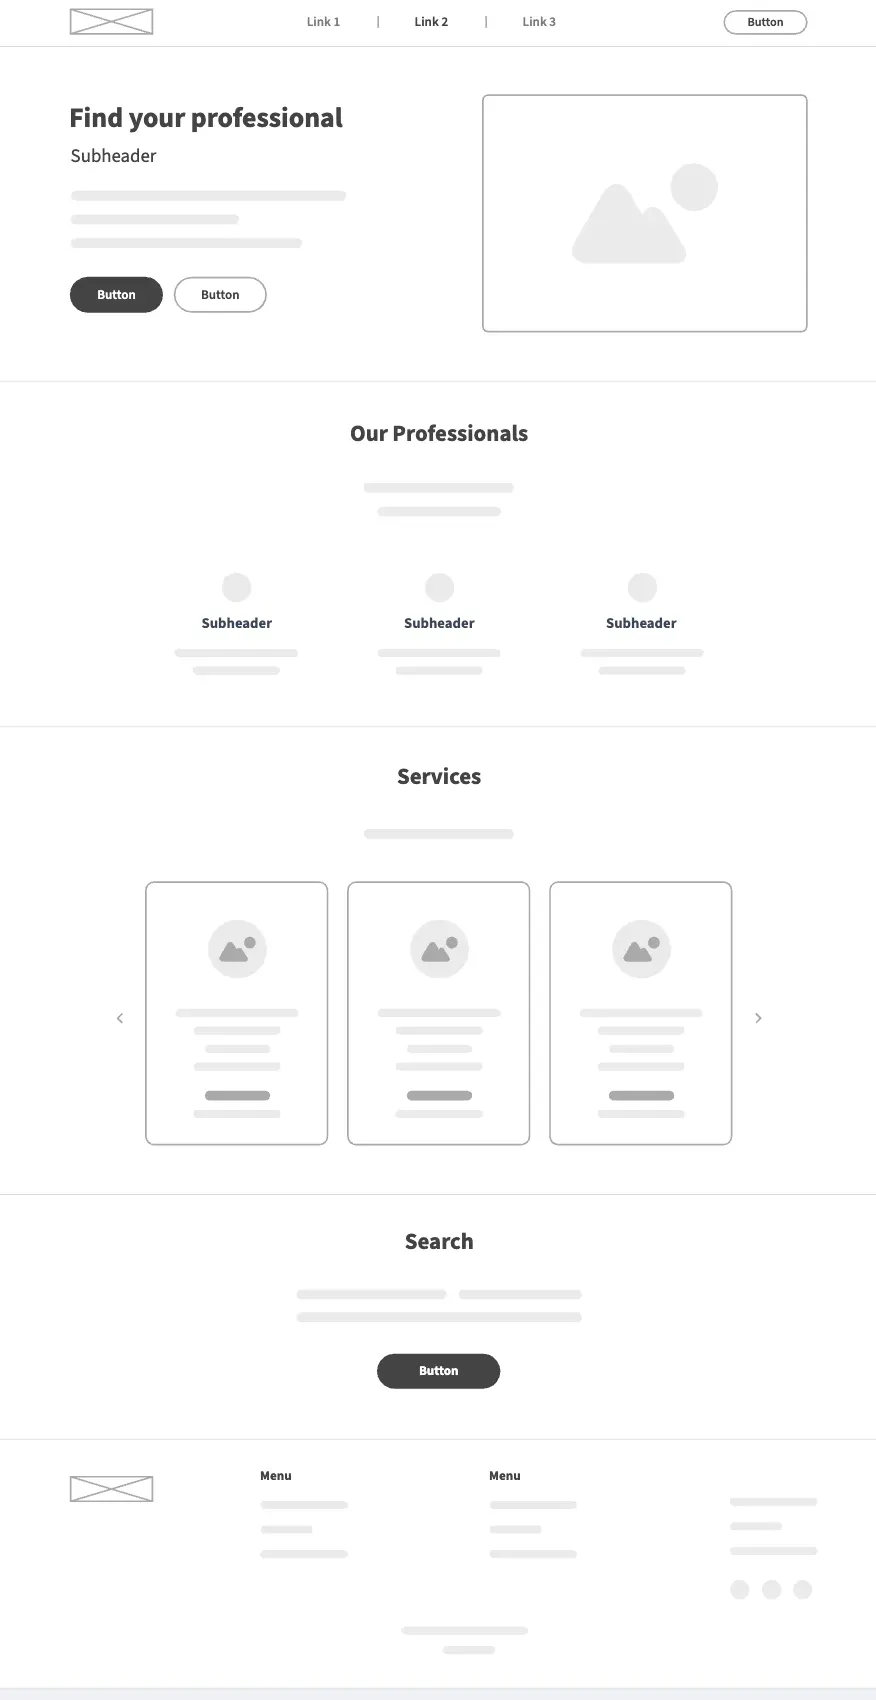 Link 1 | Link 2 | Link 3 Button
Find your professional
Subheader
Button Button
Our Professionals
Subheader Subheader Subheader
Services
Search
Button
Menu Menu